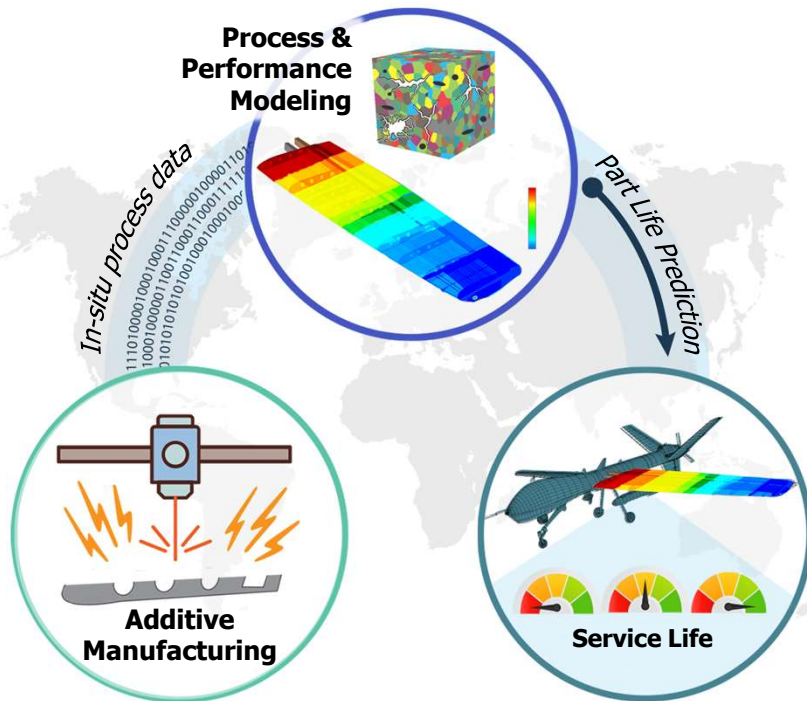 Process &
Performance
Modeling
In-situ process data
Part Life Prediction
Additive
Manufacturing
Service Life